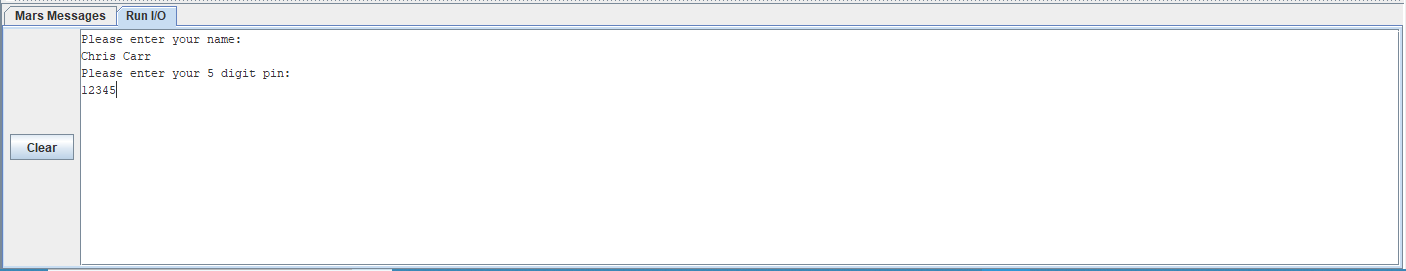 Mars Messages Run I/O
Please enter your name:
Chris Carr
Please enter your 5 digit pin:
12345
Clear